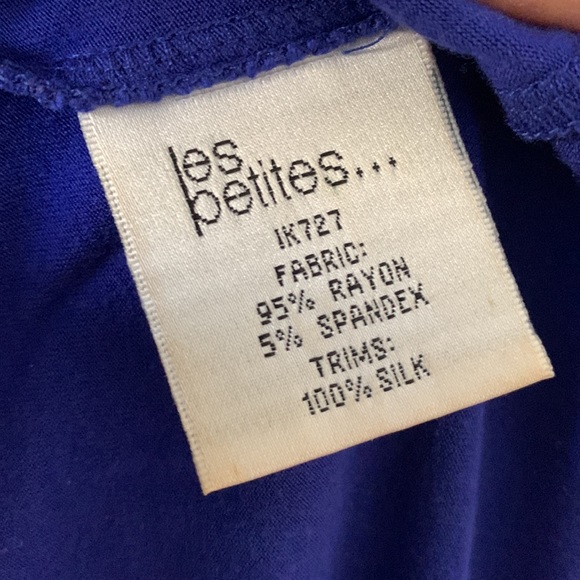 les
petites...
IK727
FABRIC:
95% RAYON
5% SPANDEX
TRIMS:
100% SILK